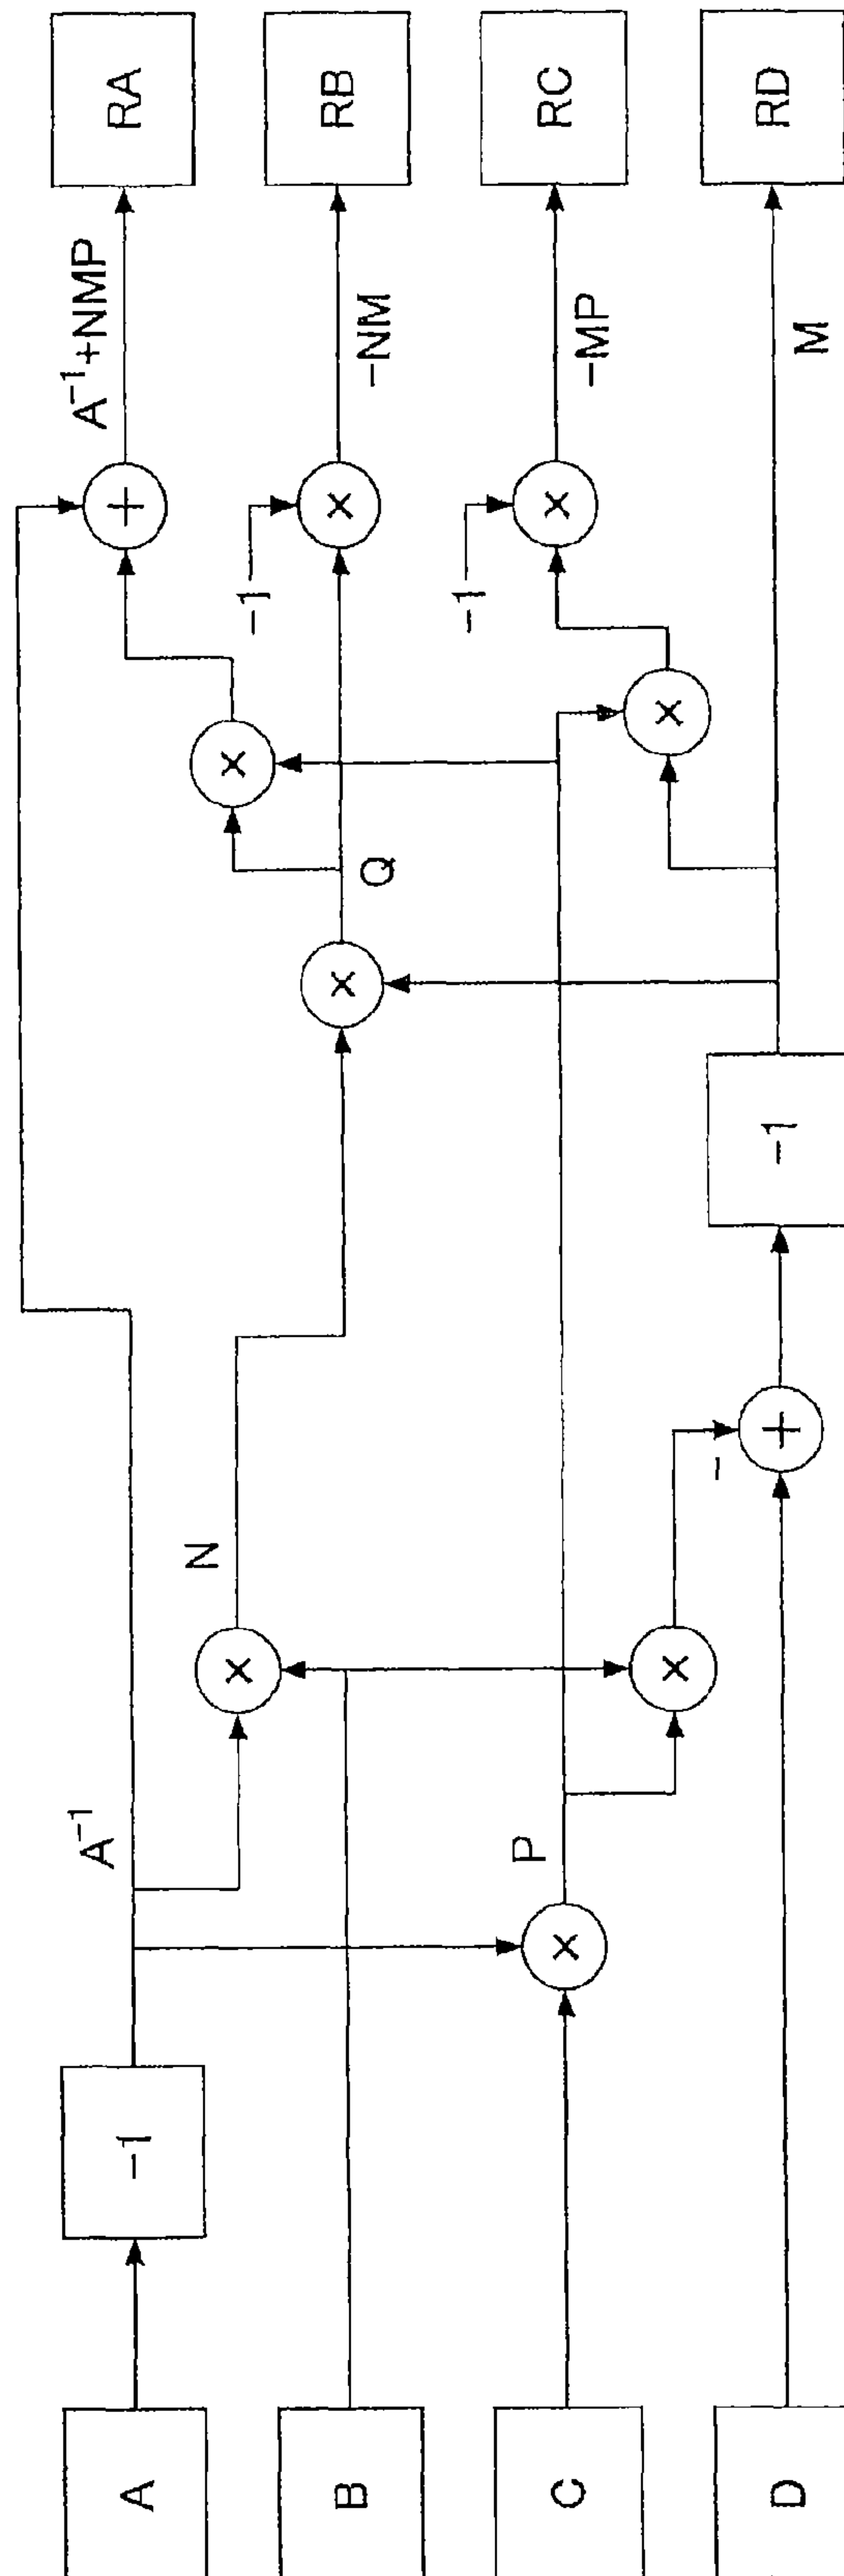 RA
RB
RC
RD
A⁻¹+NMP
−NM
−MP
M
+
×
×
−1
−1
×
×
Q
×
−1
N
−
+
×
×
A⁻¹
P
×
−1
A
B
C
D